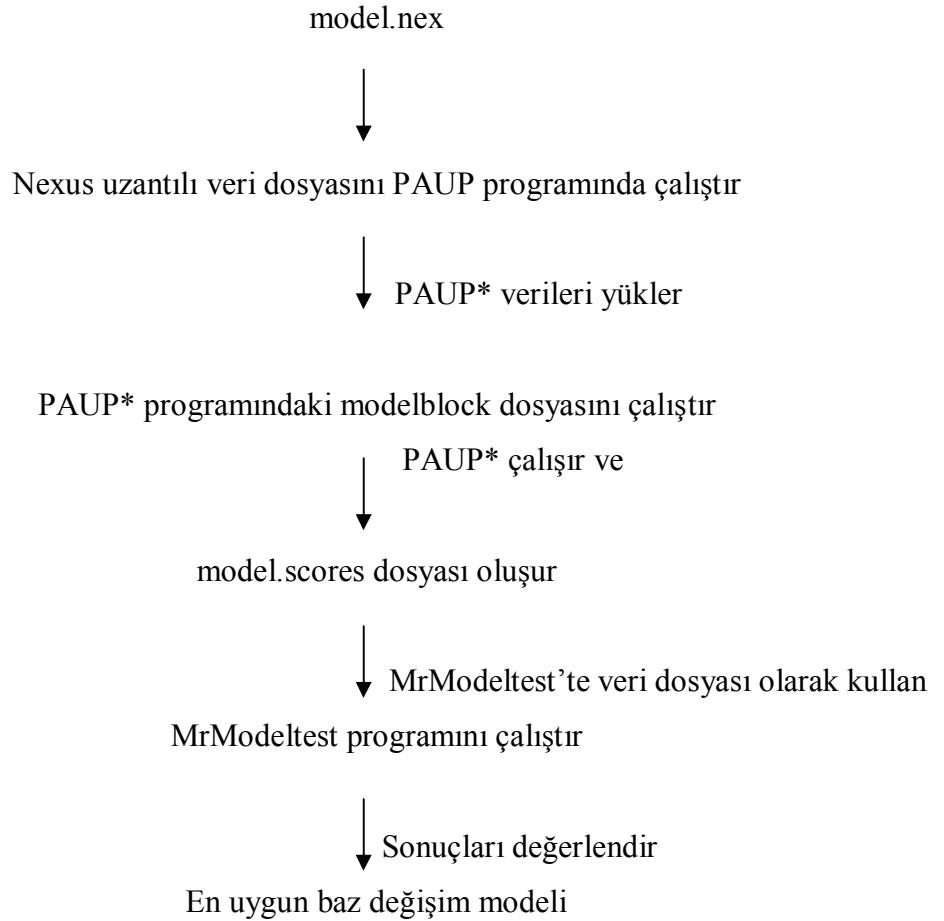 model.nex
Nexus uzantılı veri dosyasını PAUP programında çalıştır
PAUP* verileri yükler
PAUP* programındaki modelblock dosyasını çalıştır
PAUP* çalışır ve
model.scores dosyası oluşur
MrModeltest’te veri dosyası olarak kullan
MrModeltest programını çalıştır
Sonuçları değerlendir
En uygun baz değişim modeli